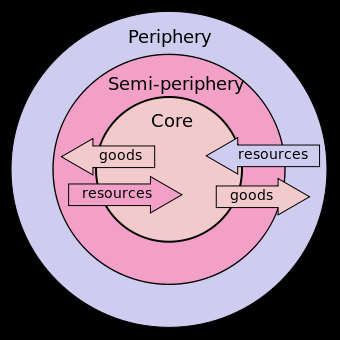 Periphery
Semi-periphery
Core
goods
resources
resources
goods